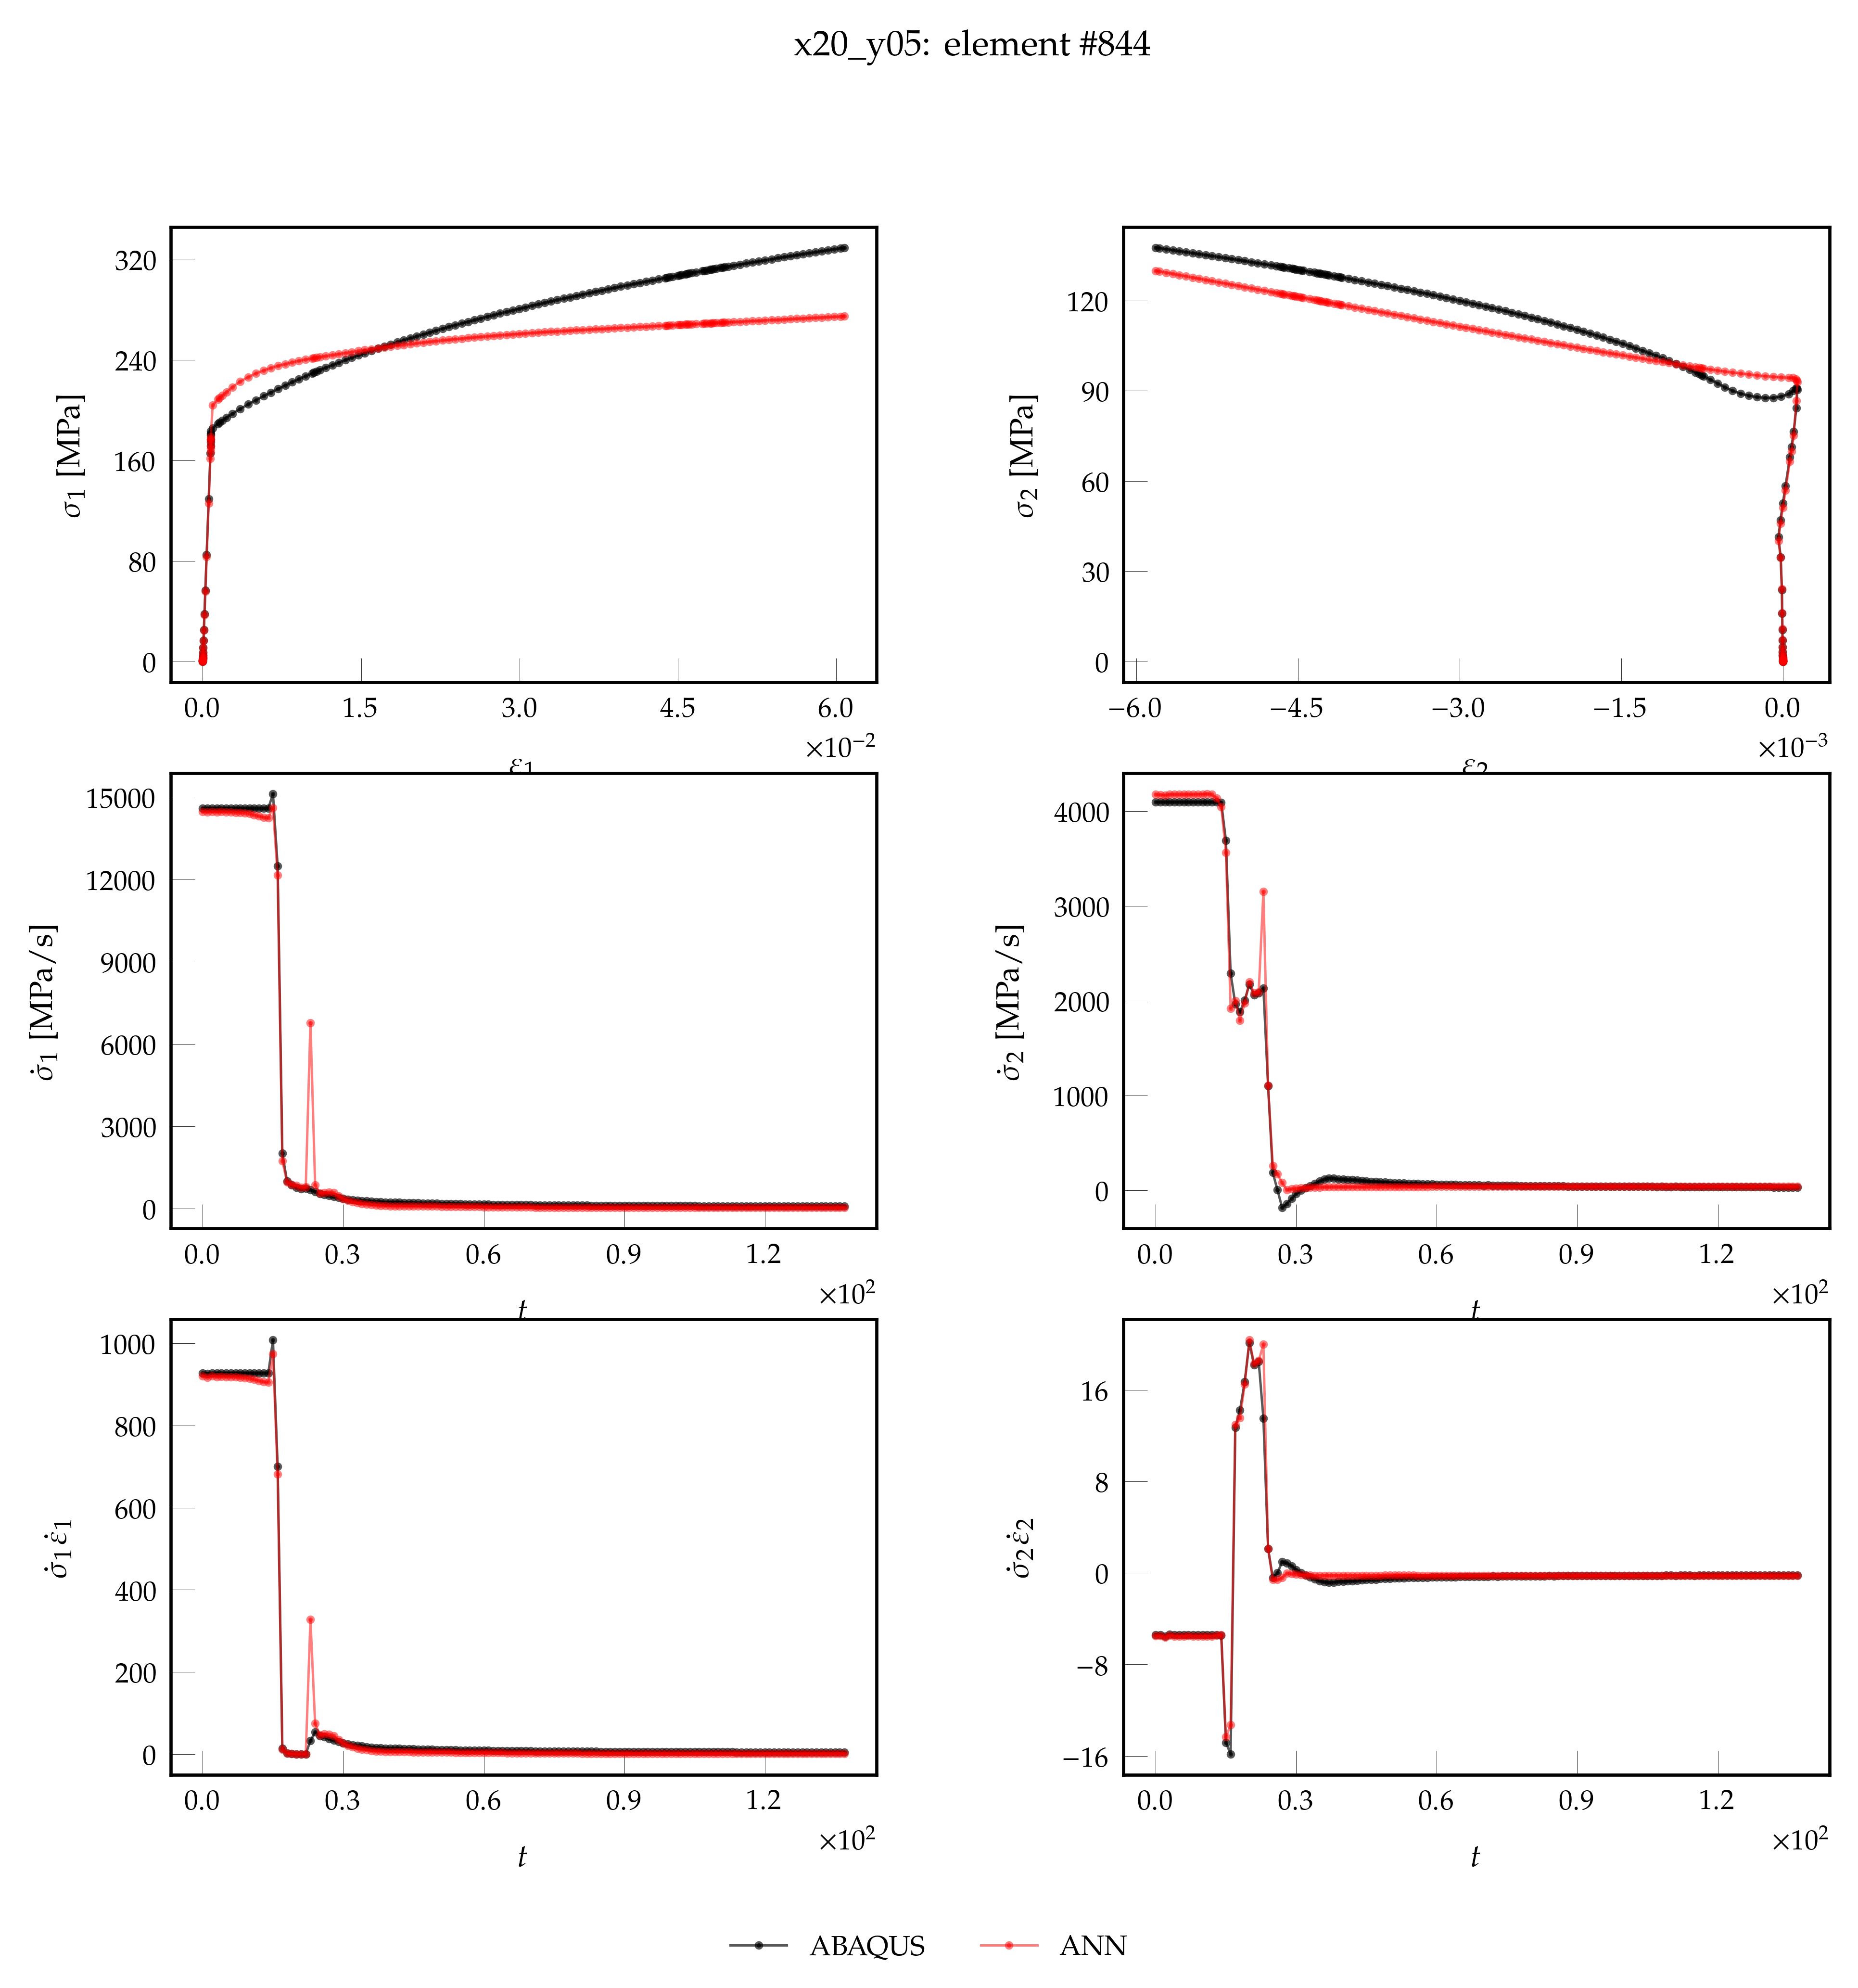 x20_y05: element #844
σ₁ [MPa]
320
240
160
80
0
0.0 1.5 3.0 4.5 6.0
×10⁻²
ε₁
σ₂ [MPa]
120
90
60
30
0
−6.0 −4.5 −3.0 −1.5 0.0
×10⁻³
ε₂
σ̇₁ [MPa/s]
15000
12000
9000
6000
3000
0
0.0 0.3 0.6 0.9 1.2
×10²
t
σ̇₂ [MPa/s]
4000
3000
2000
1000
0
0.0 0.3 0.6 0.9 1.2
×10²
t
σ̇₁ε̇₁
1000
800
600
400
200
0
0.0 0.3 0.6 0.9 1.2
×10²
t
σ̇₂ε̇₂
16
8
0
−8
−16
0.0 0.3 0.6 0.9 1.2
×10²
t
ABAQUS ANN